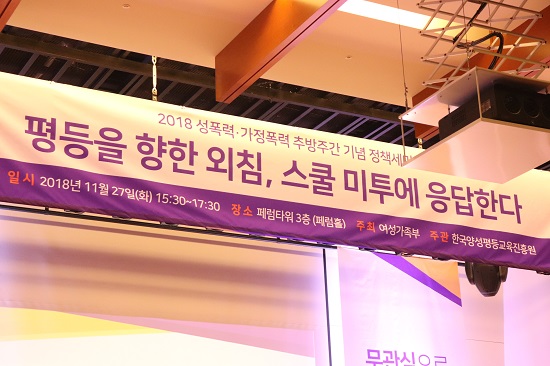 2018 성폭력·가정폭력 추방주간 기념 정책세미
평등을 향한 외침, 스쿨 미투에 응답한다
일시 2018년 11월 27일(화) 15:30~17:30 장소 페럼타워 3층 (페럼홀) 주최 여성가족부 주관 한국양성평등교육진흥원
무관심으로